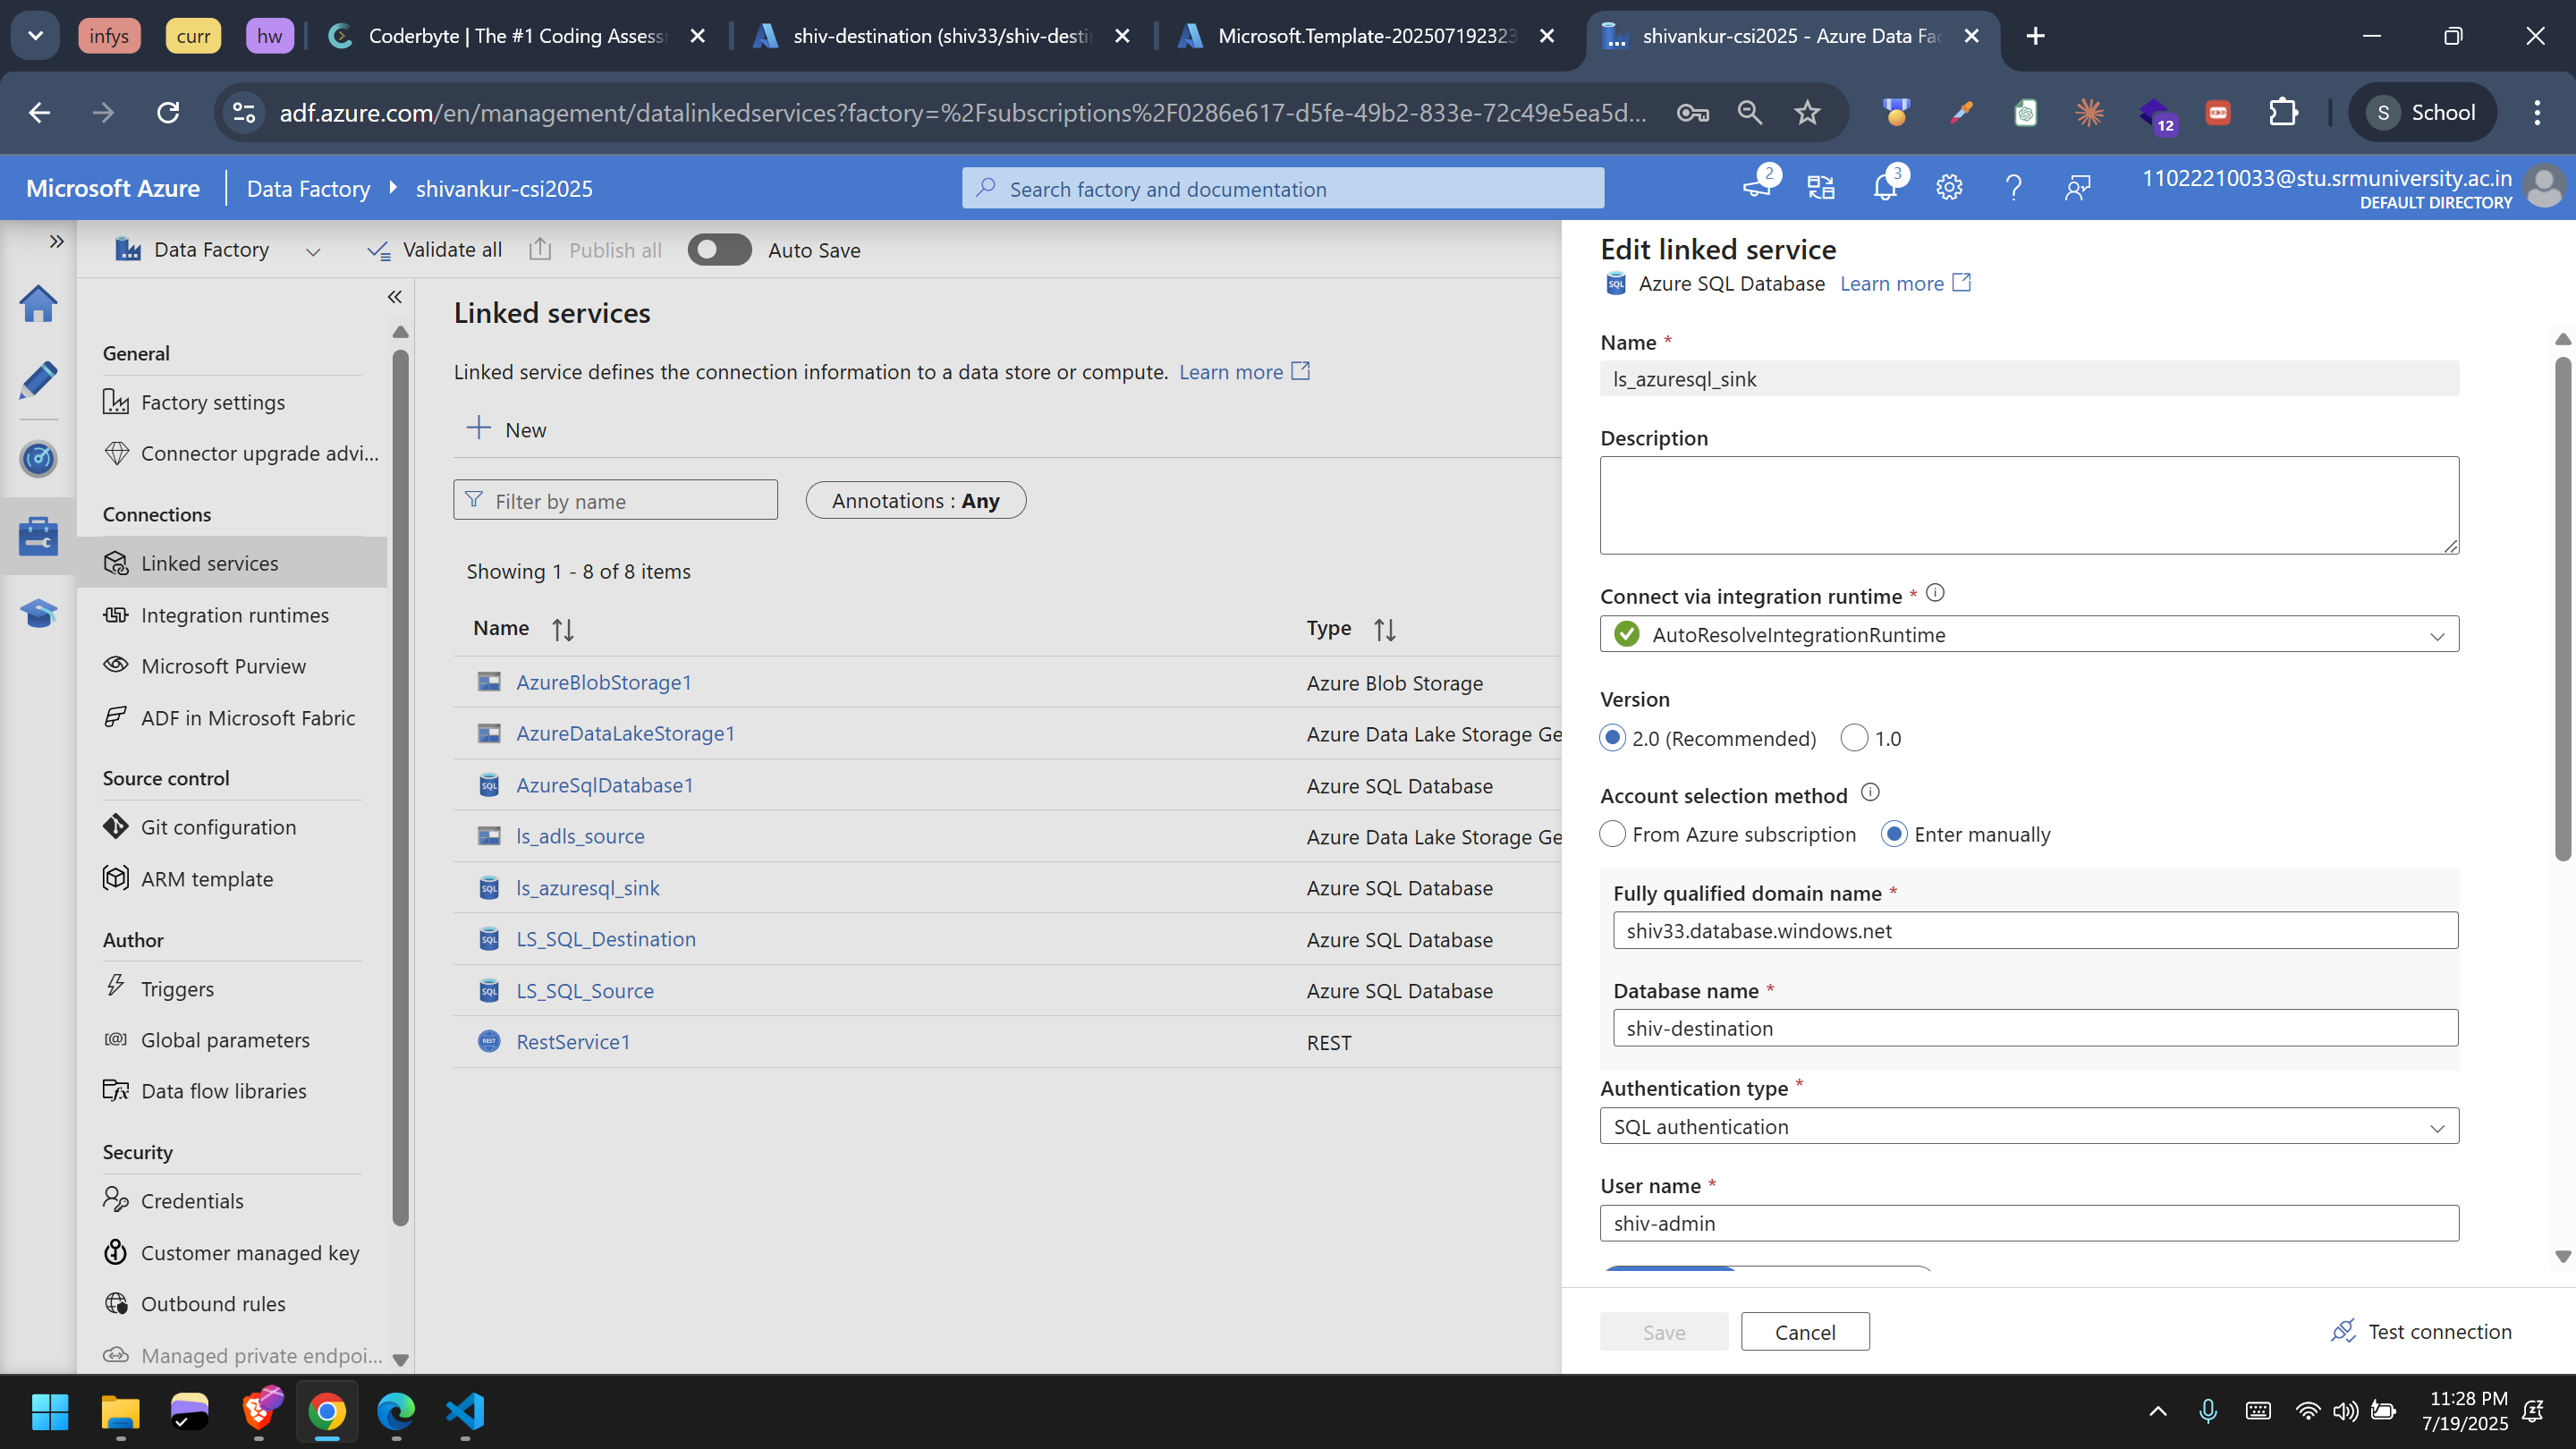 infys
curr
hw
Coderbyte | The #1 Coding Assess
shiv-destination (shiv33/shiv-desti
Microsoft.Template-202507192323
shivankur-csi2025 - Azure Data Fac
adf.azure.com/en/management/datalinkedservices?factory=%2Fsubscriptions%2F0286e617-d5fe-49b2-833e-72c49e5ea5d...
12
S School
Microsoft Azure
Data Factory
shivankur-csi2025
Search factory and documentation
2
3
11022210033@stu.srmuniversity.ac.in
DEFAULT DIRECTORY
Data Factory
Validate all
Publish all
Auto Save
General
Factory settings
Connector upgrade advi...
Connections
Linked services
Integration runtimes
Microsoft Purview
ADF in Microsoft Fabric
Source control
Git configuration
ARM template
Author
Triggers
Global parameters
Data flow libraries
Security
Credentials
Customer managed key
Outbound rules
Managed private endpoi...
Linked services
Linked service defines the connection information to a data store or compute. Learn more
New
Filter by name
Annotations : Any
Showing 1 - 8 of 8 items
Name Type
AzureBlobStorage1 Azure Blob Storage
AzureDataLakeStorage1 Azure Data Lake Storage Ge
SQL AzureSqlDatabase1 Azure SQL Database
ls_adls_source Azure Data Lake Storage Ge
SQL ls_azuresql_sink Azure SQL Database
SQL LS_SQL_Destination Azure SQL Database
SQL LS_SQL_Source Azure SQL Database
REST RestService1 REST
Edit linked service
SQL Azure SQL Database Learn more
Name *
ls_azuresql_sink
Description
Connect via integration runtime *
AutoResolveIntegrationRuntime
Version
2.0 (Recommended) 1.0
Account selection method
From Azure subscription Enter manually
Fully qualified domain name *
shiv33.database.windows.net
Database name *
shiv-destination
Authentication type *
SQL authentication
User name *
shiv-admin
Save Cancel Test connection
11:28 PM
7/19/2025